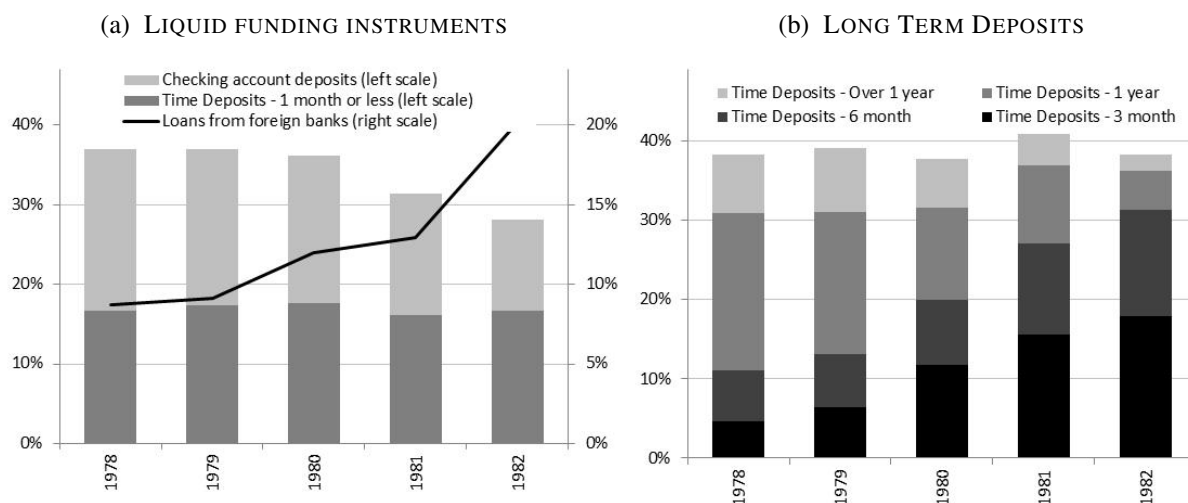 (a) LIQUID FUNDING INSTRUMENTS
Checking account deposits (left scale)
Time Deposits - 1 month or less (left scale)
Loans from foreign banks (right scale)
40%
30%
20%
10%
0%
20%
15%
10%
5%
0%
1978
1979
1980
1981
1982
(b) LONG TERM DEPOSITS
Time Deposits - Over 1 year
Time Deposits - 1 year
Time Deposits - 6 month
Time Deposits - 3 month
40%
30%
20%
10%
0%
1978
1979
1980
1981
1982